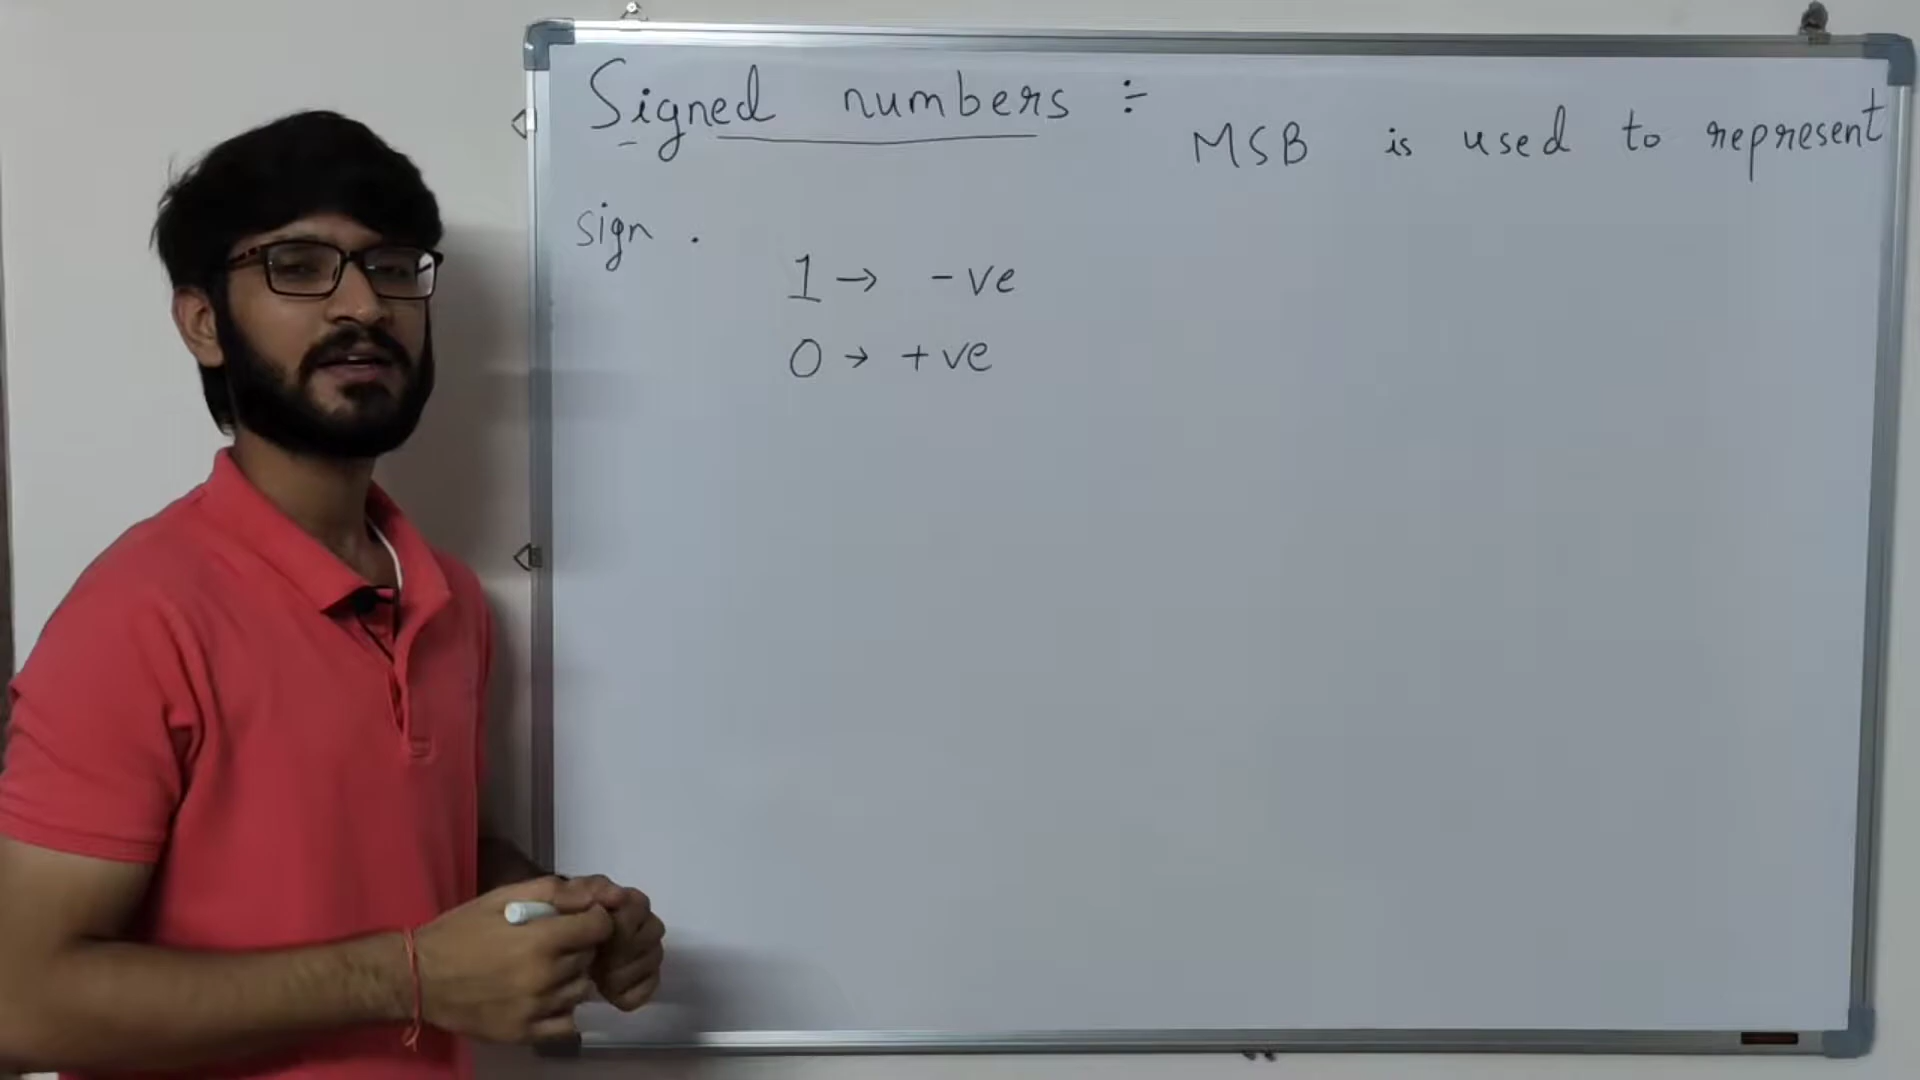 Signed numbers :-
MSB is used to represent
sign .
1 → -ve
0 → +ve